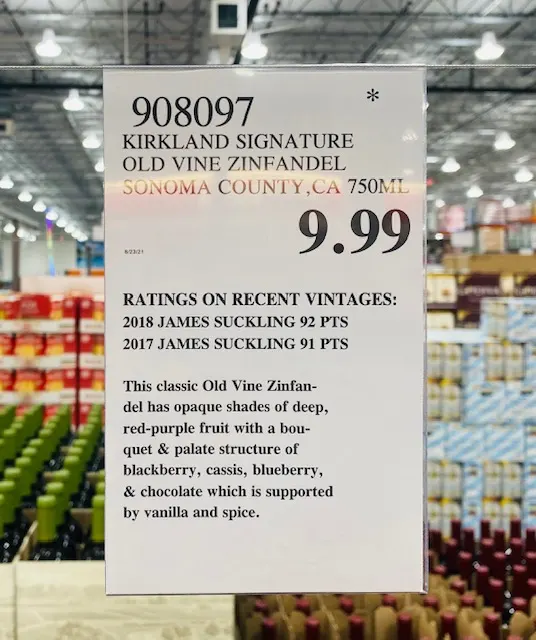 908097 *
KIRKLAND SIGNATURE
OLD VINE ZINFANDEL
SONOMA COUNTY,CA 750ML
9.99
8/23/21
RATINGS ON RECENT VINTAGES:
2018 JAMES SUCKLING 92 PTS
2017 JAMES SUCKLING 91 PTS
This classic Old Vine Zinfan-
del has opaque shades of deep,
red-purple fruit with a bou-
quet & palate structure of
blackberry, cassis, blueberry,
& chocolate which is supported
by vanilla and spice.